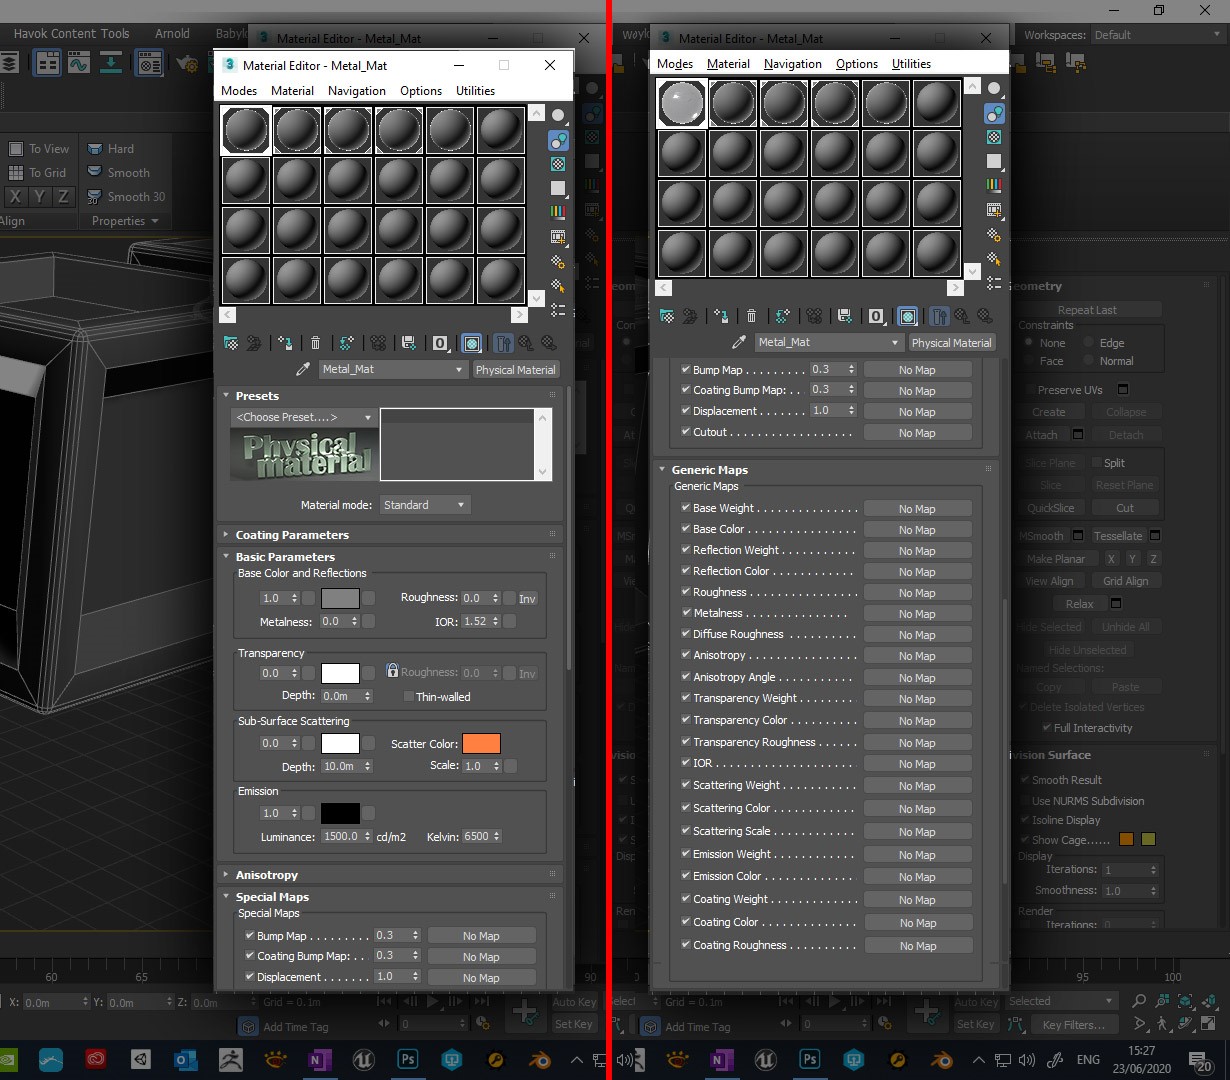 Havok Content Tools Arnold Babyl
Material Editor - Metal_Mat
Material Editor - Metal_Mat
Modes Material Navigation Options Utilities
To View Hard
To Grid Smooth
X Y Z Smooth 30
Align Properties
Metal_Mat Physical Material
Presets
<Choose Preset....>
Physical material
Material mode: Standard
Coating Parameters
Basic Parameters
Base Color and Reflections
1.0 Roughness: 0.0 Inv
Metalness: 0.0 IOR: 1.52
Transparency
0.0 Roughness: 0.0 Inv
Depth: 0.0m Thin-walled
Sub-Surface Scattering
0.0 Scatter Color:
Depth: 10.0m Scale: 1.0
Emission
1.0
Luminance: 1500.0 cd/m2 Kelvin: 6500
Anisotropy
Special Maps
Special Maps
Bump Map . . . . . . . . . 0.3 No Map
Coating Bump Map: . . 0.3 No Map
Displacement . . . . . . . 1.0 No Map
60 65 90
X: 0.0m Y: 0.0m Z: 0.0m Grid = 0.1m Auto Key
Add Time Tag 0 Set Key
Workspaces: Default
Material Editor - Metal_Mat
Modes Material Navigation Options Utilities
Metal_Mat Physical Material
Bump Map . . . . . . . . . 0.3 No Map
Coating Bump Map: . . 0.3 No Map
Displacement . . . . . . . 1.0 No Map
Cutout . . . . . . . . . . . . . . . . . . . No Map
Generic Maps
Generic Maps
Base Weight . . . . . . . . . . . . . . . No Map
Base Color . . . . . . . . . . . . . . . . No Map
Reflection Weight . . . . . . . . . . . No Map
Reflection Color . . . . . . . . . . . . No Map
Roughness . . . . . . . . . . . . . . . . No Map
Metalness . . . . . . . . . . . . . . . . No Map
Diffuse Roughness . . . . . . . . . . No Map
Anisotropy . . . . . . . . . . . . . . . . No Map
Anisotropy Angle . . . . . . . . . . . No Map
Transparency Weight . . . . . . . . No Map
Transparency Color . . . . . . . . . No Map
Transparency Roughness . . . . . No Map
IOR . . . . . . . . . . . . . . . . . . . . . No Map
Scattering Weight . . . . . . . . . . . No Map
Scattering Color . . . . . . . . . . . . No Map
Scattering Scale . . . . . . . . . . . . No Map
Emission Weight . . . . . . . . . . . . No Map
Emission Color . . . . . . . . . . . . . No Map
Coating Weight . . . . . . . . . . . . . No Map
Coating Color . . . . . . . . . . . . . . No Map
Coating Roughness . . . . . . . . . No Map
Geometry
Repeat Last
Constraints
None Edge
Face Normal
Preserve UVs
Create Collapse
Attach Detach
Slice Plane Split
Slice Reset Plane
QuickSlice Cut
MSmooth Tessellate
Make Planar X Y Z
View Align Grid Align
Relax
Hide Selected Unhide All
Hide Unselected
Named Selections:
Copy Paste
Delete Isolated Vertices
Full Interactivity
vision Surface
Smooth Result
Use NURMS Subdivision
Isoline Display
Show Cage......
Display
Iterations: 1
Smoothness: 1.0
Render
Iterations: 0
95 100
Grid = 0.1m Auto Key Selected
Add Time Tag 0 Set Key Key Filters...
ENG 15:27
23/06/2020
20